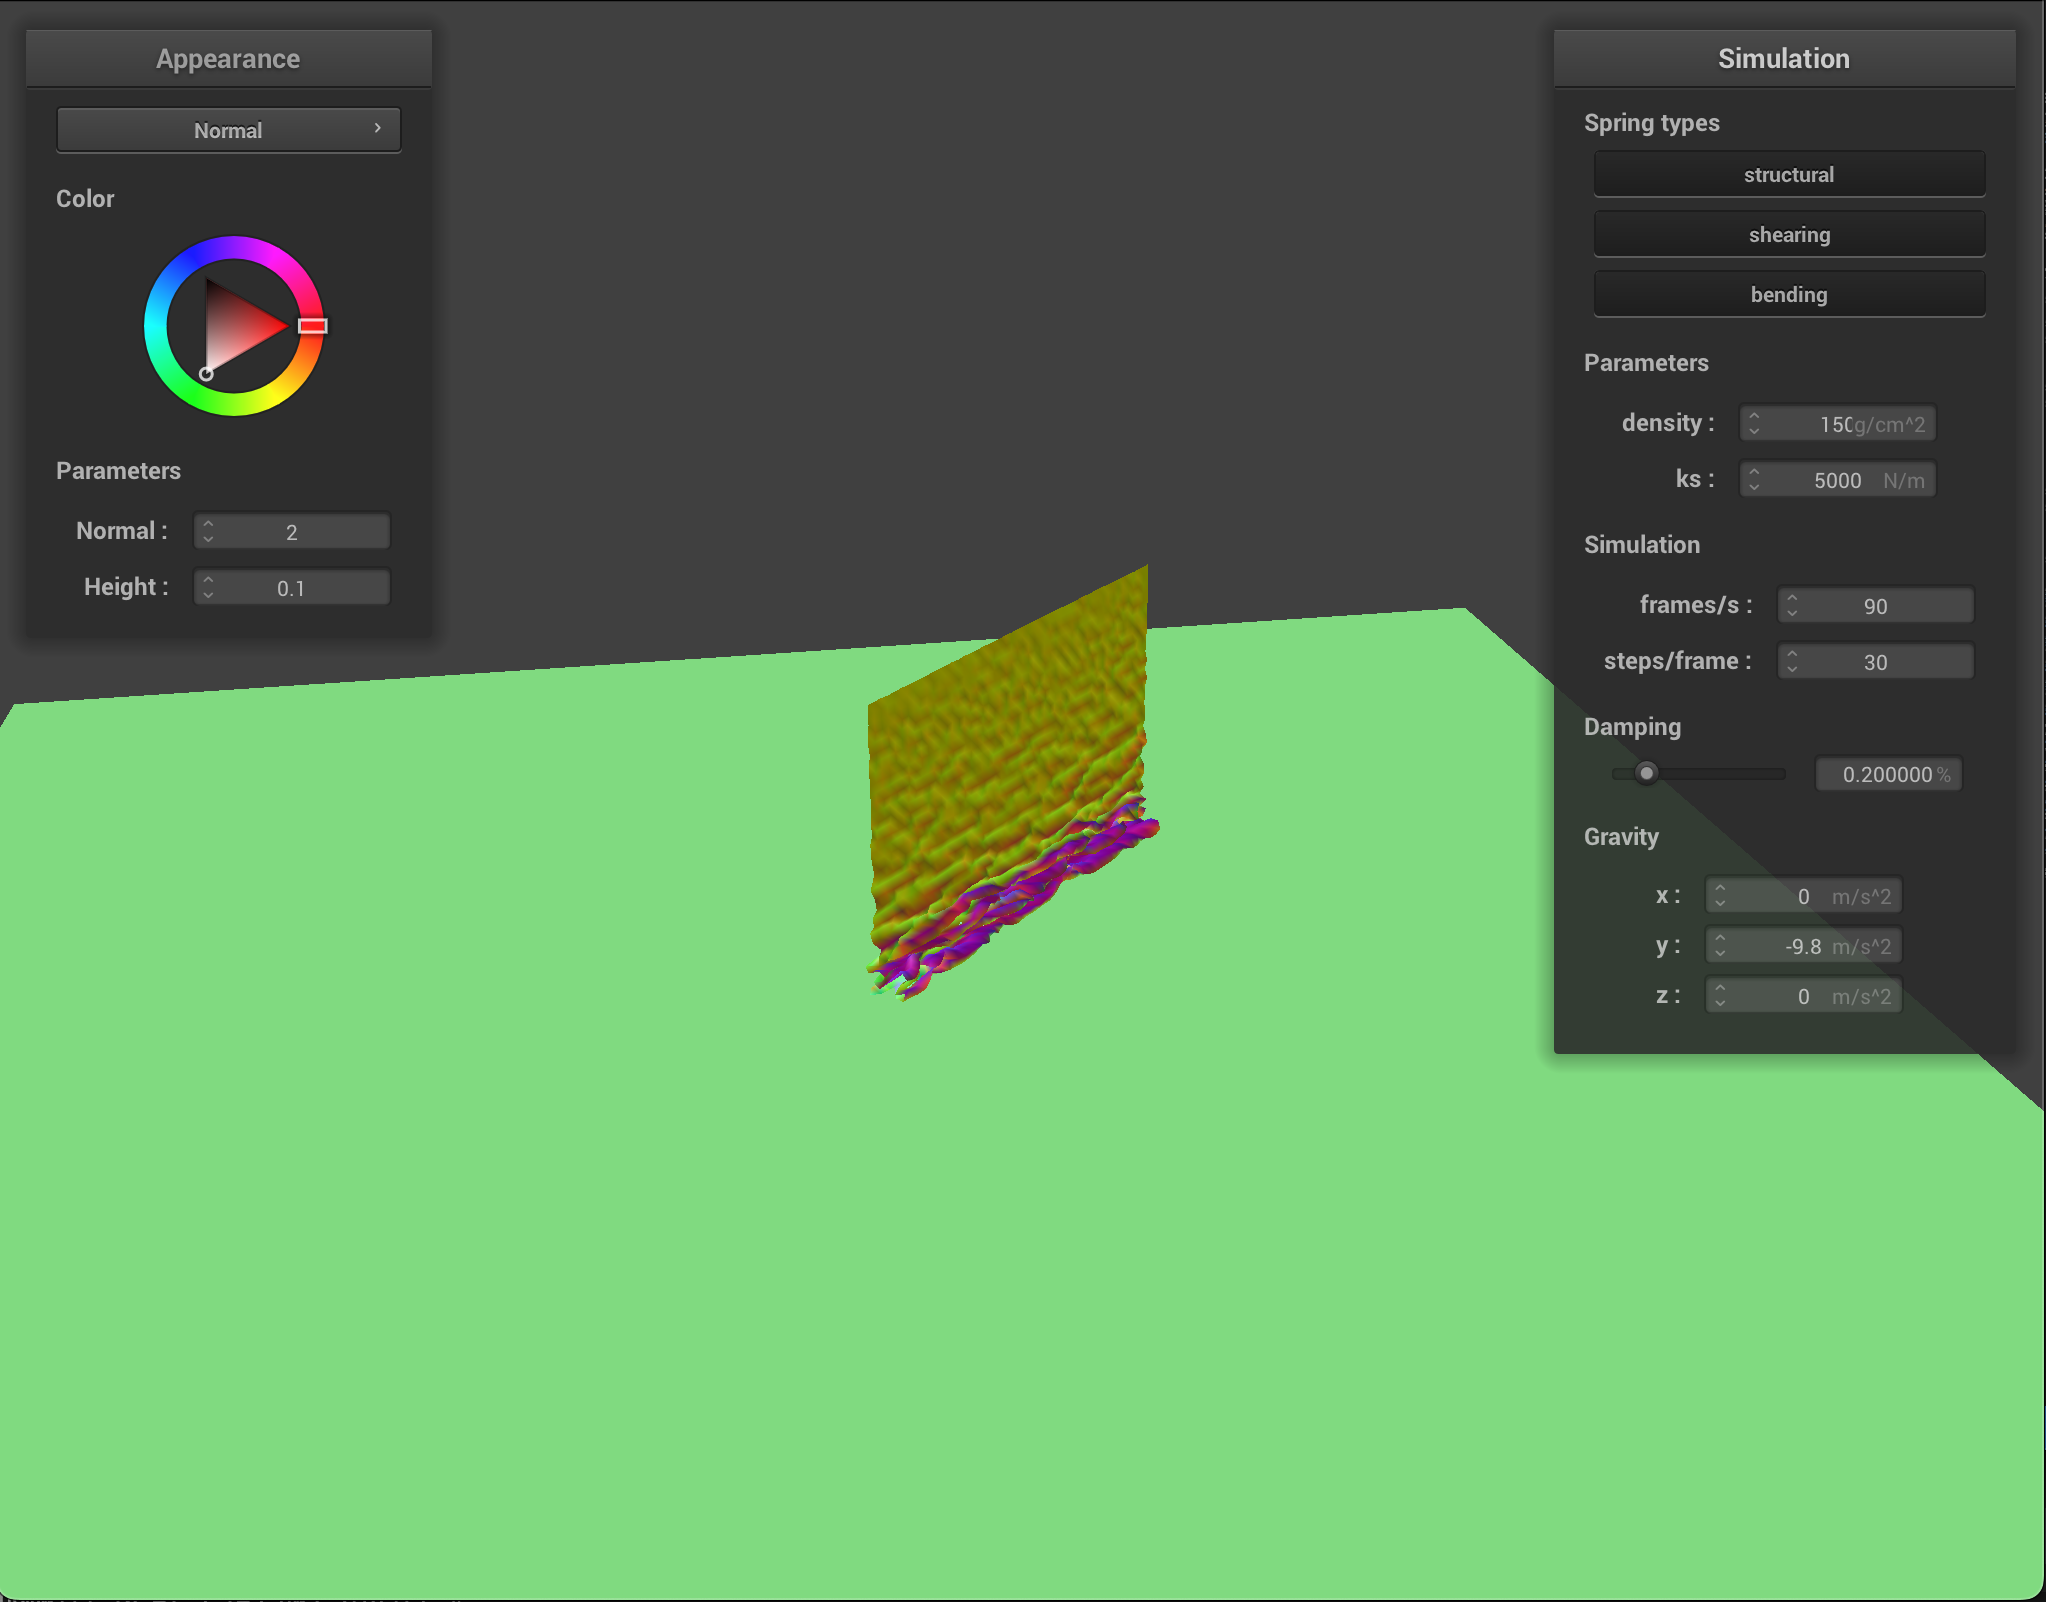 Appearance
Normal
Color
Parameters
Normal : 2
Height : 0.1
Simulation
Spring types
structural
shearing
bending
Parameters
density : 150 g/cm^2
ks : 5000 N/m
Simulation
frames/s : 90
steps/frame : 30
Damping
0.200000 %
Gravity
x : 0 m/s^2
y : -9.8 m/s^2
z : 0 m/s^2